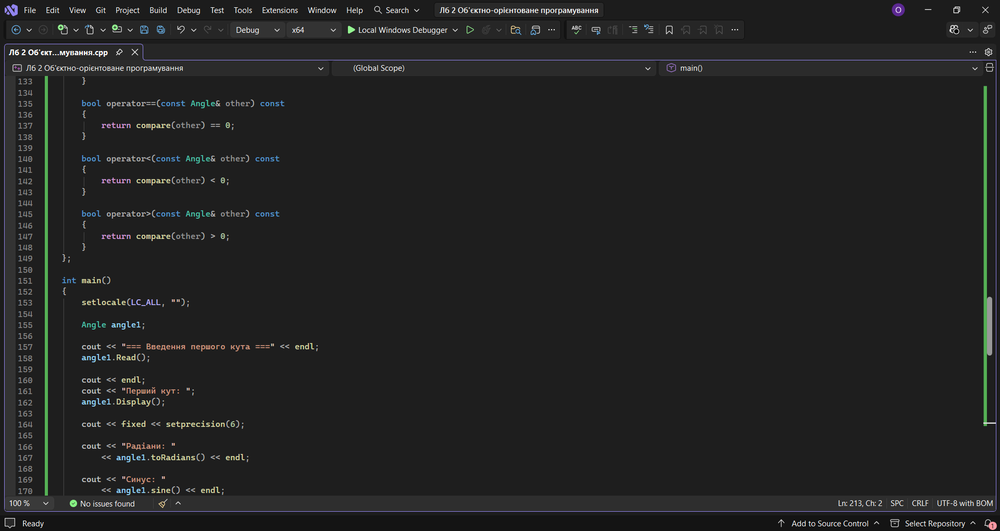 File Edit View Git Project Build Debug Test Tools Extensions Window Help Search Лб 2 Об'єктно-орієнтоване програмування O
Debug x64 Local Windows Debugger ABC
Лб 2 Об'єкт...мування.cpp
Лб 2 Об'єктно-орієнтоване програмування (Global Scope) main()
133 }
134
135 bool operator==(const Angle& other) const
136 {
137 return compare(other) == 0;
138 }
139
140 bool operator<(const Angle& other) const
141 {
142 return compare(other) < 0;
143 }
144
145 bool operator>(const Angle& other) const
146 {
147 return compare(other) > 0;
148 }
149 };
150
151 int main()
152 {
153 setlocale(LC_ALL, "");
154
155 Angle angle1;
156
157 cout << "=== Введення першого кута ===" << endl;
158 angle1.Read();
159
160 cout << endl;
161 cout << "Перший кут: ";
162 angle1.Display();
163
164 cout << fixed << setprecision(6);
165
166 cout << "Радіани: "
167 << angle1.toRadians() << endl;
168
169 cout << "Синус: "
170 << angle1.sine() << endl;
100 % No issues found Ln: 213, Ch: 2 SPC CRLF UTF-8 with BOM
Ready Add to Source Control Select Repository 1